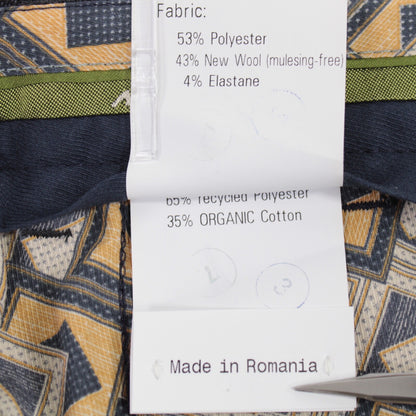 Fabric:
53% Polyester
43% New Wool (mulesing-free)
4% Elastane
65% recycled Polyester
35% ORGANIC Cotton
Made in Romania